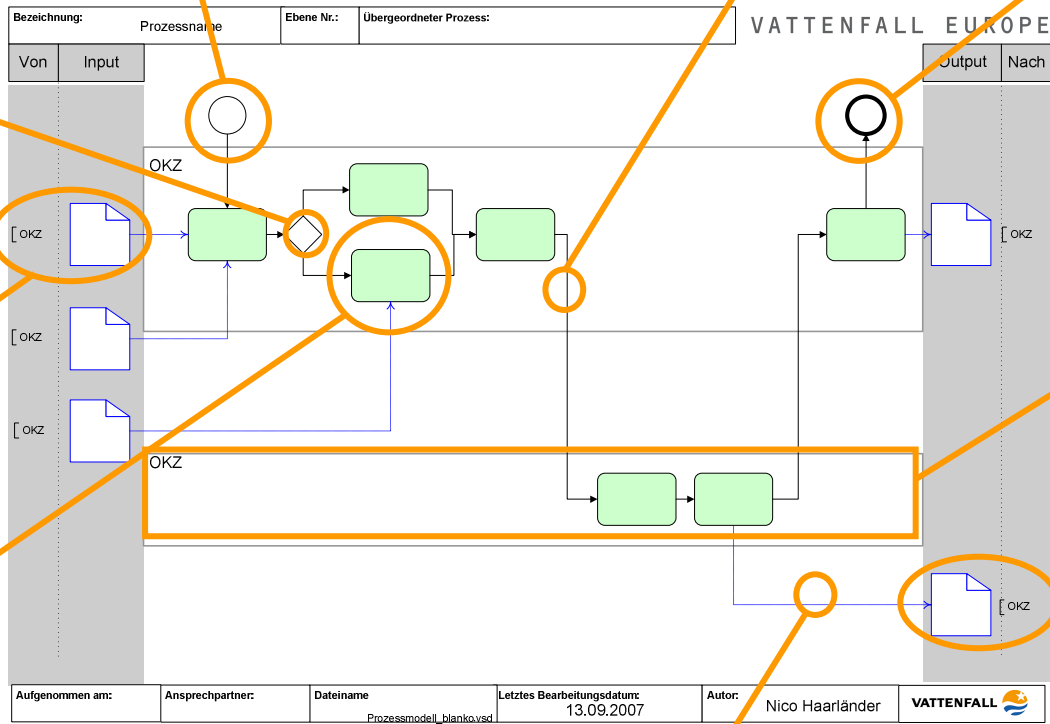 Bezeichnung:
Prozessname
Ebene Nr.:
Übergeordneter Prozess:
VATTENFALL EUROPE
Von
Input
Output
Nach
OKZ
OKZ
OKZ
OKZ
OKZ
OKZ
OKZ
Aufgenommen am:
Ansprechpartner:
Dateiname
Prozessmodell_blanko.vsd
Letztes Bearbeitungsdatum:
13.09.2007
Autor:
Nico Haarländer
VATTENFALL